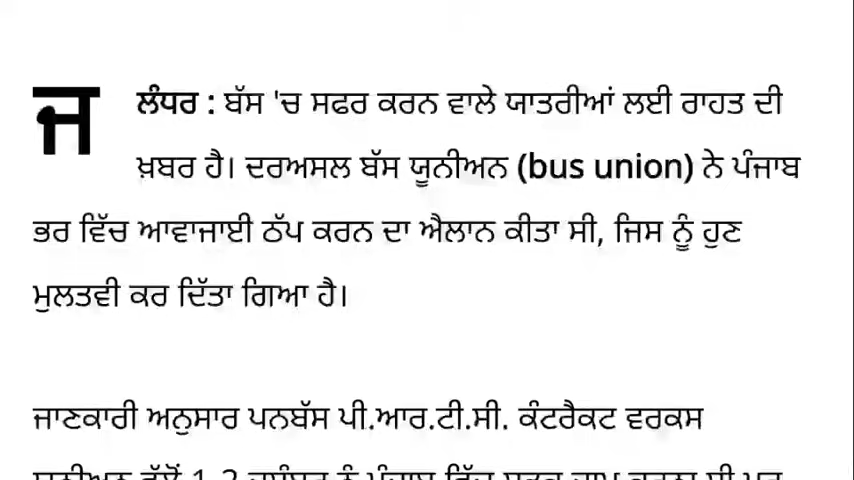 ਜਲੰਧਰ : ਬੱਸ 'ਚ ਸਫਰ ਕਰਨ ਵਾਲੇ ਯਾਤਰੀਆਂ ਲਈ ਰਾਹਤ ਦੀ
ਖ਼ਬਰ ਹੈ। ਦਰਅਸਲ ਬੱਸ ਯੂਨੀਅਨ (bus union) ਨੇ ਪੰਜਾਬ
ਭਰ ਵਿੱਚ ਆਵਾਜਾਈ ਠੱਪ ਕਰਨ ਦਾ ਐਲਾਨ ਕੀਤਾ ਸੀ, ਜਿਸ ਨੂੰ ਹੁਣ
ਮੁਲਤਵੀ ਕਰ ਦਿੱਤਾ ਗਿਆ ਹੈ।
ਜਾਣਕਾਰੀ ਅਨੁਸਾਰ ਪਨਬੱਸ ਪੀ.ਆਰ.ਟੀ.ਸੀ. ਕੰਟਰੈਕਟ ਵਰਕਸ